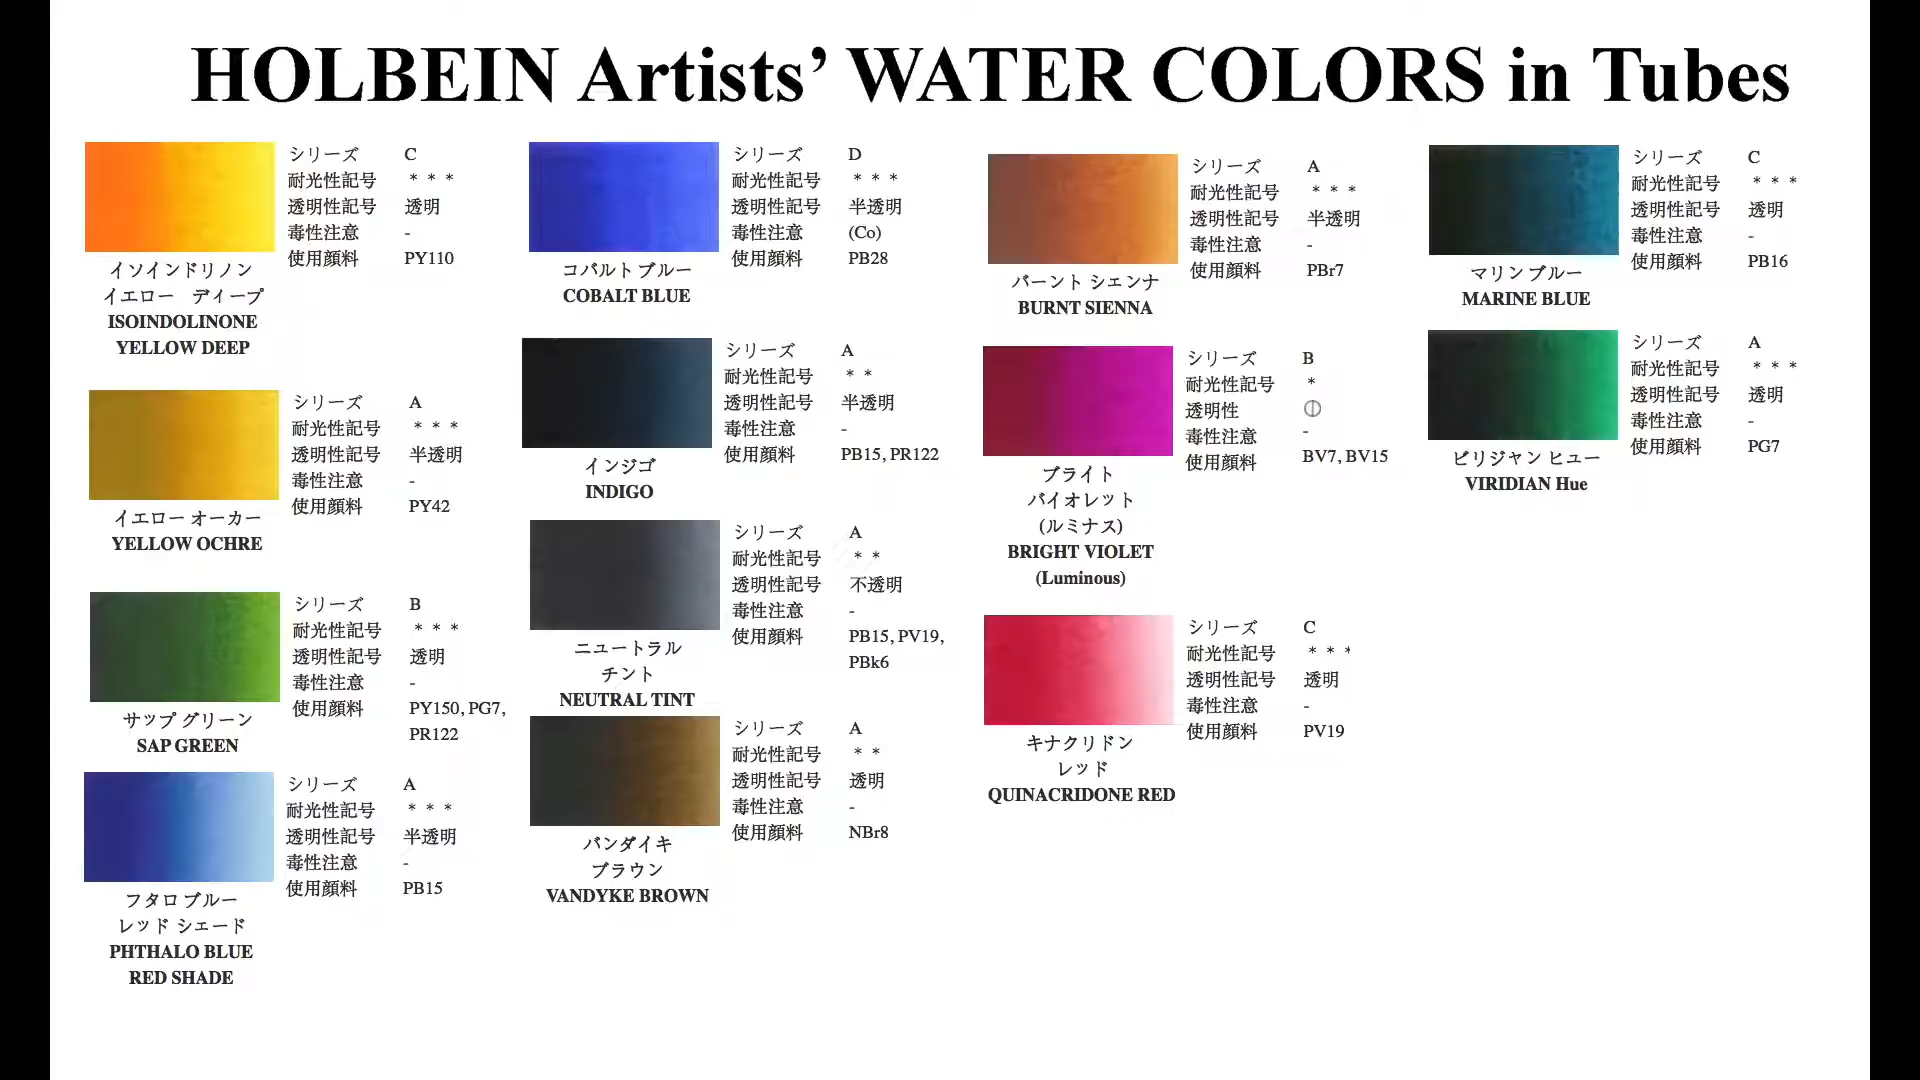 HOLBEIN Artists’ WATER COLORS in Tubes
シリーズ C
耐光性記号 ＊＊＊
透明性記号 透明
毒性注意 -
使用顔料 PY110
イソインドリノン
イエロー　ディープ
ISOINDOLINONE
YELLOW DEEP
シリーズ A
耐光性記号 ＊＊＊
透明性記号 半透明
毒性注意 -
使用顔料 PY42
イエロー オーカー
YELLOW OCHRE
シリーズ B
耐光性記号 ＊＊＊
透明性記号 透明
毒性注意 -
使用顔料 PY150, PG7,
PR122
サップ グリーン
SAP GREEN
シリーズ A
耐光性記号 ＊＊＊
透明性記号 半透明
毒性注意 -
使用顔料 PB15
フタロ ブルー
レッド シェード
PHTHALO BLUE
RED SHADE
シリーズ D
耐光性記号 ＊＊＊
透明性記号 半透明
毒性注意 (Co)
使用顔料 PB28
コバルト ブルー
COBALT BLUE
シリーズ A
耐光性記号 ＊＊
透明性記号 半透明
毒性注意 -
使用顔料 PB15, PR122
インジゴ
INDIGO
シリーズ A
耐光性記号 ＊＊
透明性記号 不透明
毒性注意 -
使用顔料 PB15, PV19,
PBk6
ニュートラル
チント
NEUTRAL TINT
シリーズ A
耐光性記号 ＊＊
透明性記号 透明
毒性注意 -
使用顔料 NBr8
バンダイキ
ブラウン
VANDYKE BROWN
シリーズ A
耐光性記号 ＊＊＊
透明性記号 半透明
毒性注意 -
使用顔料 PBr7
バーント シェンナ
BURNT SIENNA
シリーズ B
耐光性記号 ＊
透明性 ⦶
毒性注意 -
使用顔料 BV7, BV15
ブライト
バイオレット
(ルミナス)
BRIGHT VIOLET
(Luminous)
シリーズ C
耐光性記号 ＊＊＊
透明性記号 透明
毒性注意 -
使用顔料 PV19
キナクリドン
レッド
QUINACRIDONE RED
シリーズ C
耐光性記号 ＊＊＊
透明性記号 透明
毒性注意 -
使用顔料 PB16
マリン ブルー
MARINE BLUE
シリーズ A
耐光性記号 ＊＊＊
透明性記号 透明
毒性注意 -
使用顔料 PG7
ビリジャン ヒュー
VIRIDIAN Hue